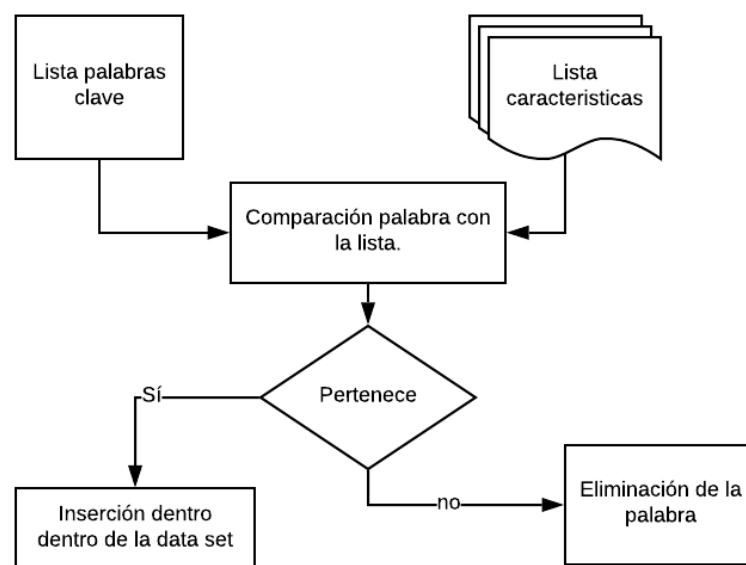 Lista palabras
clave
Lista
caracteristicas
Comparación palabra con
la lista.
Pertenece
Sí
no
Inserción dentro
dentro de la data set
Eliminación de la
palabra